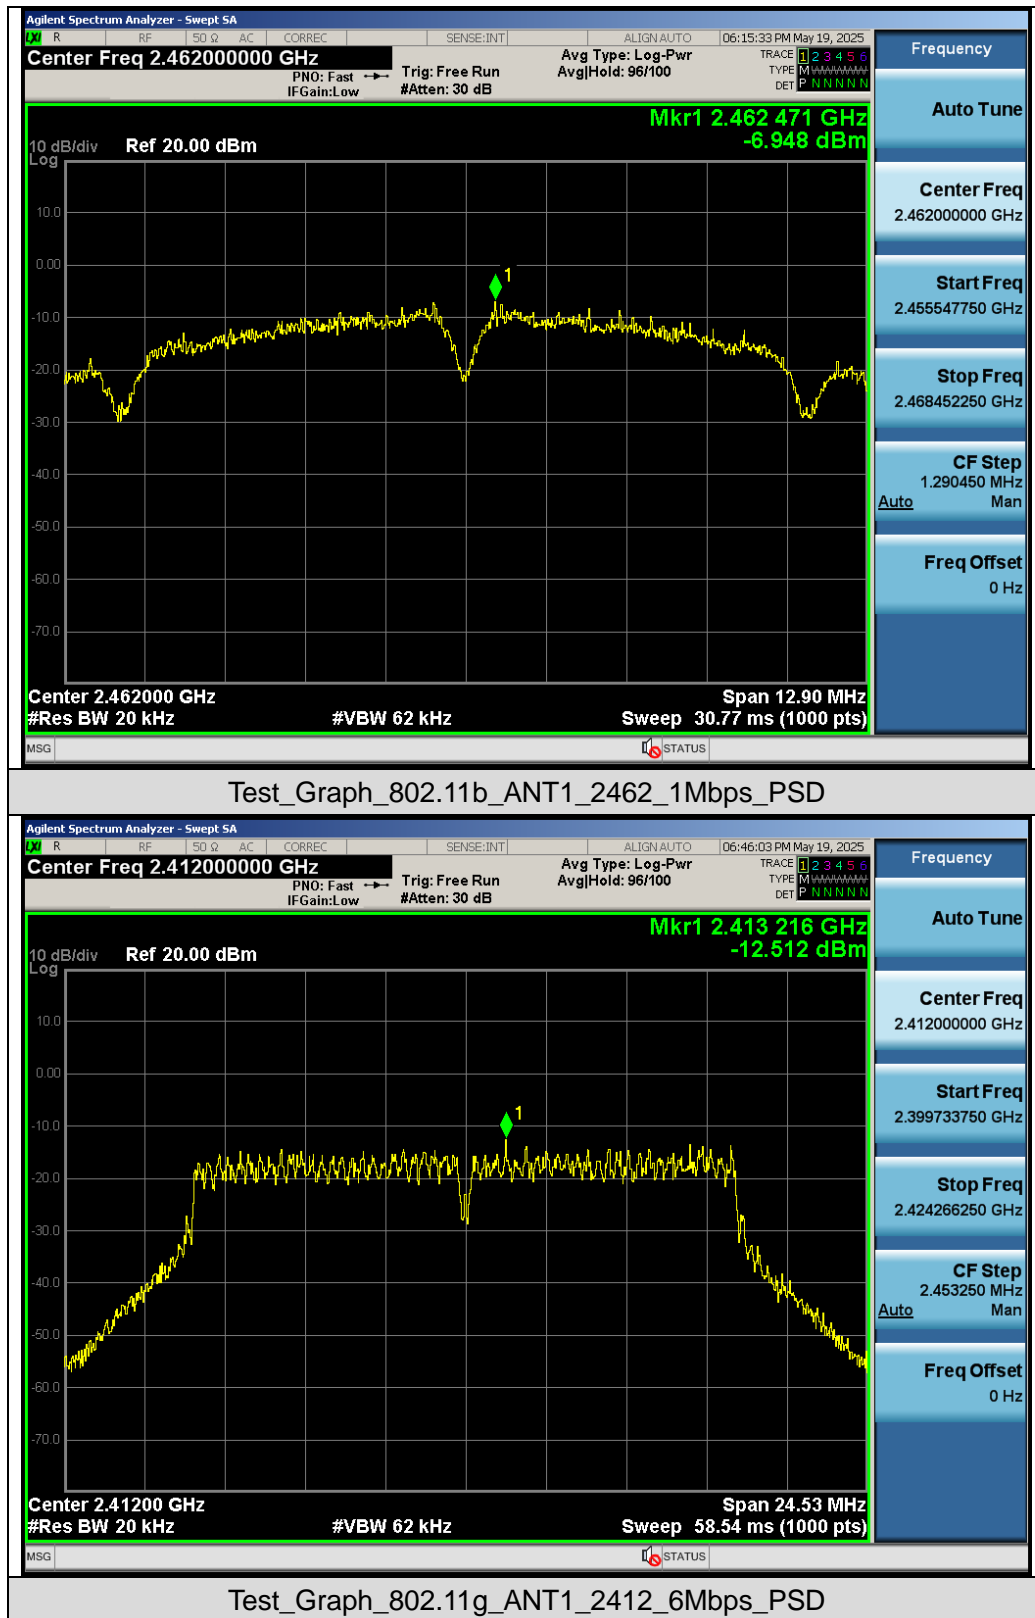 Agilent Spectrum Analyzer - Swept SA
LXI R RF 50 Ω AC CORREC SENSE:INT ALIGN AUTO 06:15:33 PM May 19, 2025
Center Freq 2.462000000 GHz
PNO: Fast
IFGain:Low
Trig: Free Run
#Atten: 30 dB
Avg Type: Log-Pwr
Avg|Hold: 96/100
TRACE 1 2 3 4 5 6
TYPE M
DET P N N N N N
Mkr1 2.462 471 GHz
-6.948 dBm
10 dB/div Ref 20.00 dBm
Log
10.0
0.00
-10.0
-20.0
-30.0
-40.0
-50.0
-60.0
-70.0
1
Center 2.462000 GHz Span 12.90 MHz
#Res BW 20 kHz #VBW 62 kHz Sweep 30.77 ms (1000 pts)
MSG STATUS
Frequency
Auto Tune
Center Freq
2.462000000 GHz
Start Freq
2.455547750 GHz
Stop Freq
2.468452250 GHz
CF Step
1.290450 MHz
Auto Man
Freq Offset
0 Hz
Test_Graph_802.11b_ANT1_2462_1Mbps_PSD
Agilent Spectrum Analyzer - Swept SA
LXI R RF 50 Ω AC CORREC SENSE:INT ALIGN AUTO 06:46:03 PM May 19, 2025
Center Freq 2.412000000 GHz
PNO: Fast
IFGain:Low
Trig: Free Run
#Atten: 30 dB
Avg Type: Log-Pwr
Avg|Hold: 96/100
TRACE 1 2 3 4 5 6
TYPE M
DET P N N N N N
Mkr1 2.413 216 GHz
-12.512 dBm
10 dB/div Ref 20.00 dBm
Log
10.0
0.00
-10.0
-20.0
-30.0
-40.0
-50.0
-60.0
-70.0
1
Center 2.41200 GHz Span 24.53 MHz
#Res BW 20 kHz #VBW 62 kHz Sweep 58.54 ms (1000 pts)
MSG STATUS
Frequency
Auto Tune
Center Freq
2.412000000 GHz
Start Freq
2.399733750 GHz
Stop Freq
2.424266250 GHz
CF Step
2.453250 MHz
Auto Man
Freq Offset
0 Hz
Test_Graph_802.11g_ANT1_2412_6Mbps_PSD